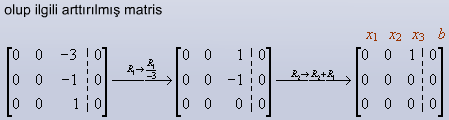 olup ilgili arttırılmış matris
x₁ x₂ x₃ b
[0 0 -3 ¦ 0] [0 0 1 ¦ 0] [0 0 1 ¦ 0]
[0 0 -1 ¦ 0] R₁→R₁/-3 [0 0 -1 ¦ 0] R₂→R₂+R₁ [0 0 0 ¦ 0]
[0 0 1 ¦ 0] [0 0 0 ¦ 0] [0 0 0 ¦ 0]